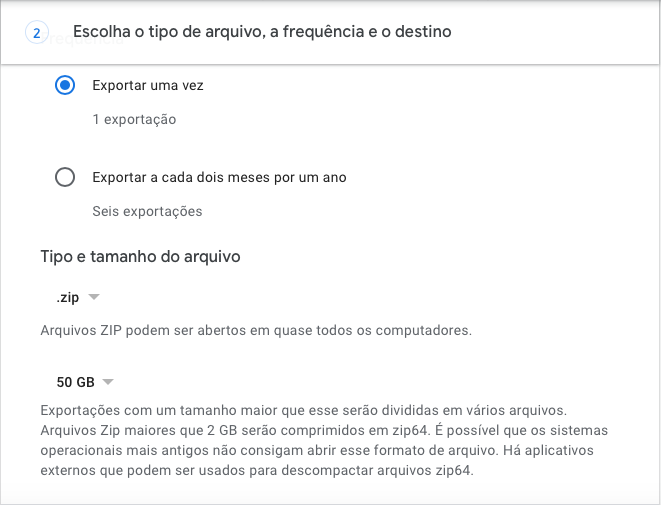 2 Escolha o tipo de arquivo, a frequência e o destino
Exportar uma vez
1 exportação
Exportar a cada dois meses por um ano
Seis exportações
Tipo e tamanho do arquivo
.zip
Arquivos ZIP podem ser abertos em quase todos os computadores.
50 GB
Exportações com um tamanho maior que esse serão divididas em vários arquivos.
Arquivos Zip maiores que 2 GB serão comprimidos em zip64. É possível que os sistemas
operacionais mais antigos não consigam abrir esse formato de arquivo. Há aplicativos
externos que podem ser usados para descompactar arquivos zip64.